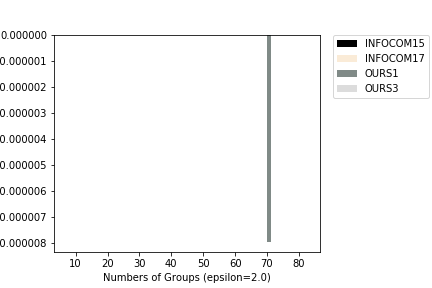 0.000000
0.000001
0.000002
0.000003
0.000004
0.000005
0.000006
0.000007
0.000008
10 20 30 40 50 60 70 80
Numbers of Groups (epsilon=2.0)
INFOCOM15
INFOCOM17
OURS1
OURS3